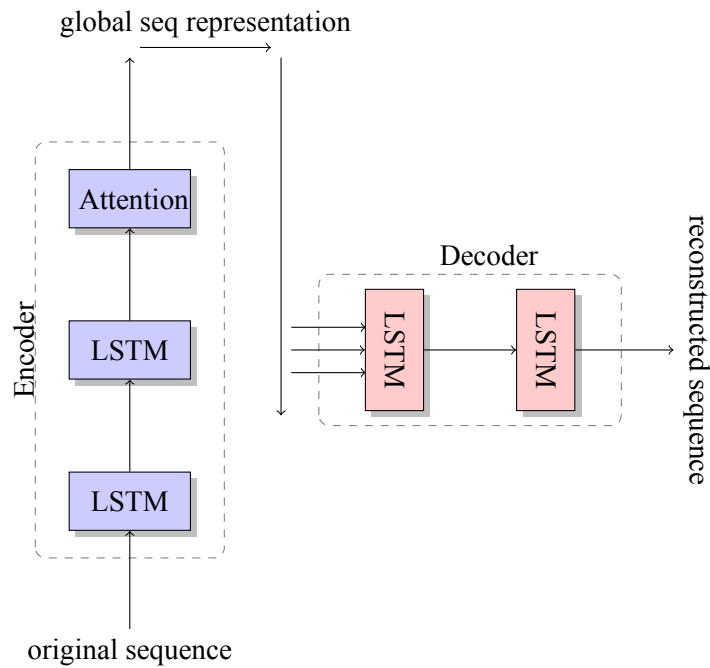 global seq representation
Attention
Encoder
LSTM
LSTM
original sequence
Decoder
LSTM
LSTM
reconstructed sequence